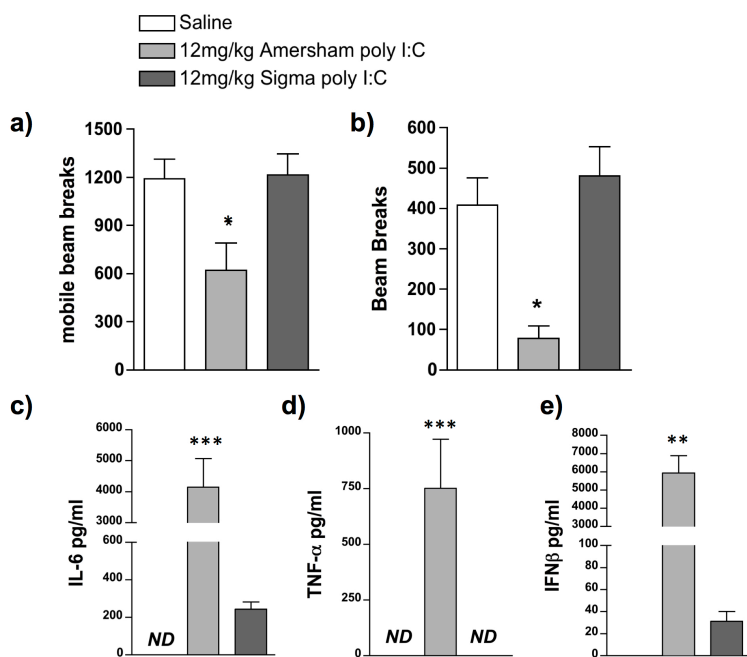 Saline
12mg/kg Amersham poly I:C
12mg/kg Sigma poly I:C
a)
mobile beam breaks
1500
1200
900
600
300
0
*
b)
Beam Breaks
600
500
400
300
200
100
0
*
c)
IL-6 pg/ml
6000
5000
4000
3000
600
400
200
0
ND
***
d)
TNF-α pg/ml
1000
750
500
250
0
ND
***
ND
e)
IFNβ pg/ml
8000
7000
6000
5000
4000
3000
100
80
60
40
20
0
**